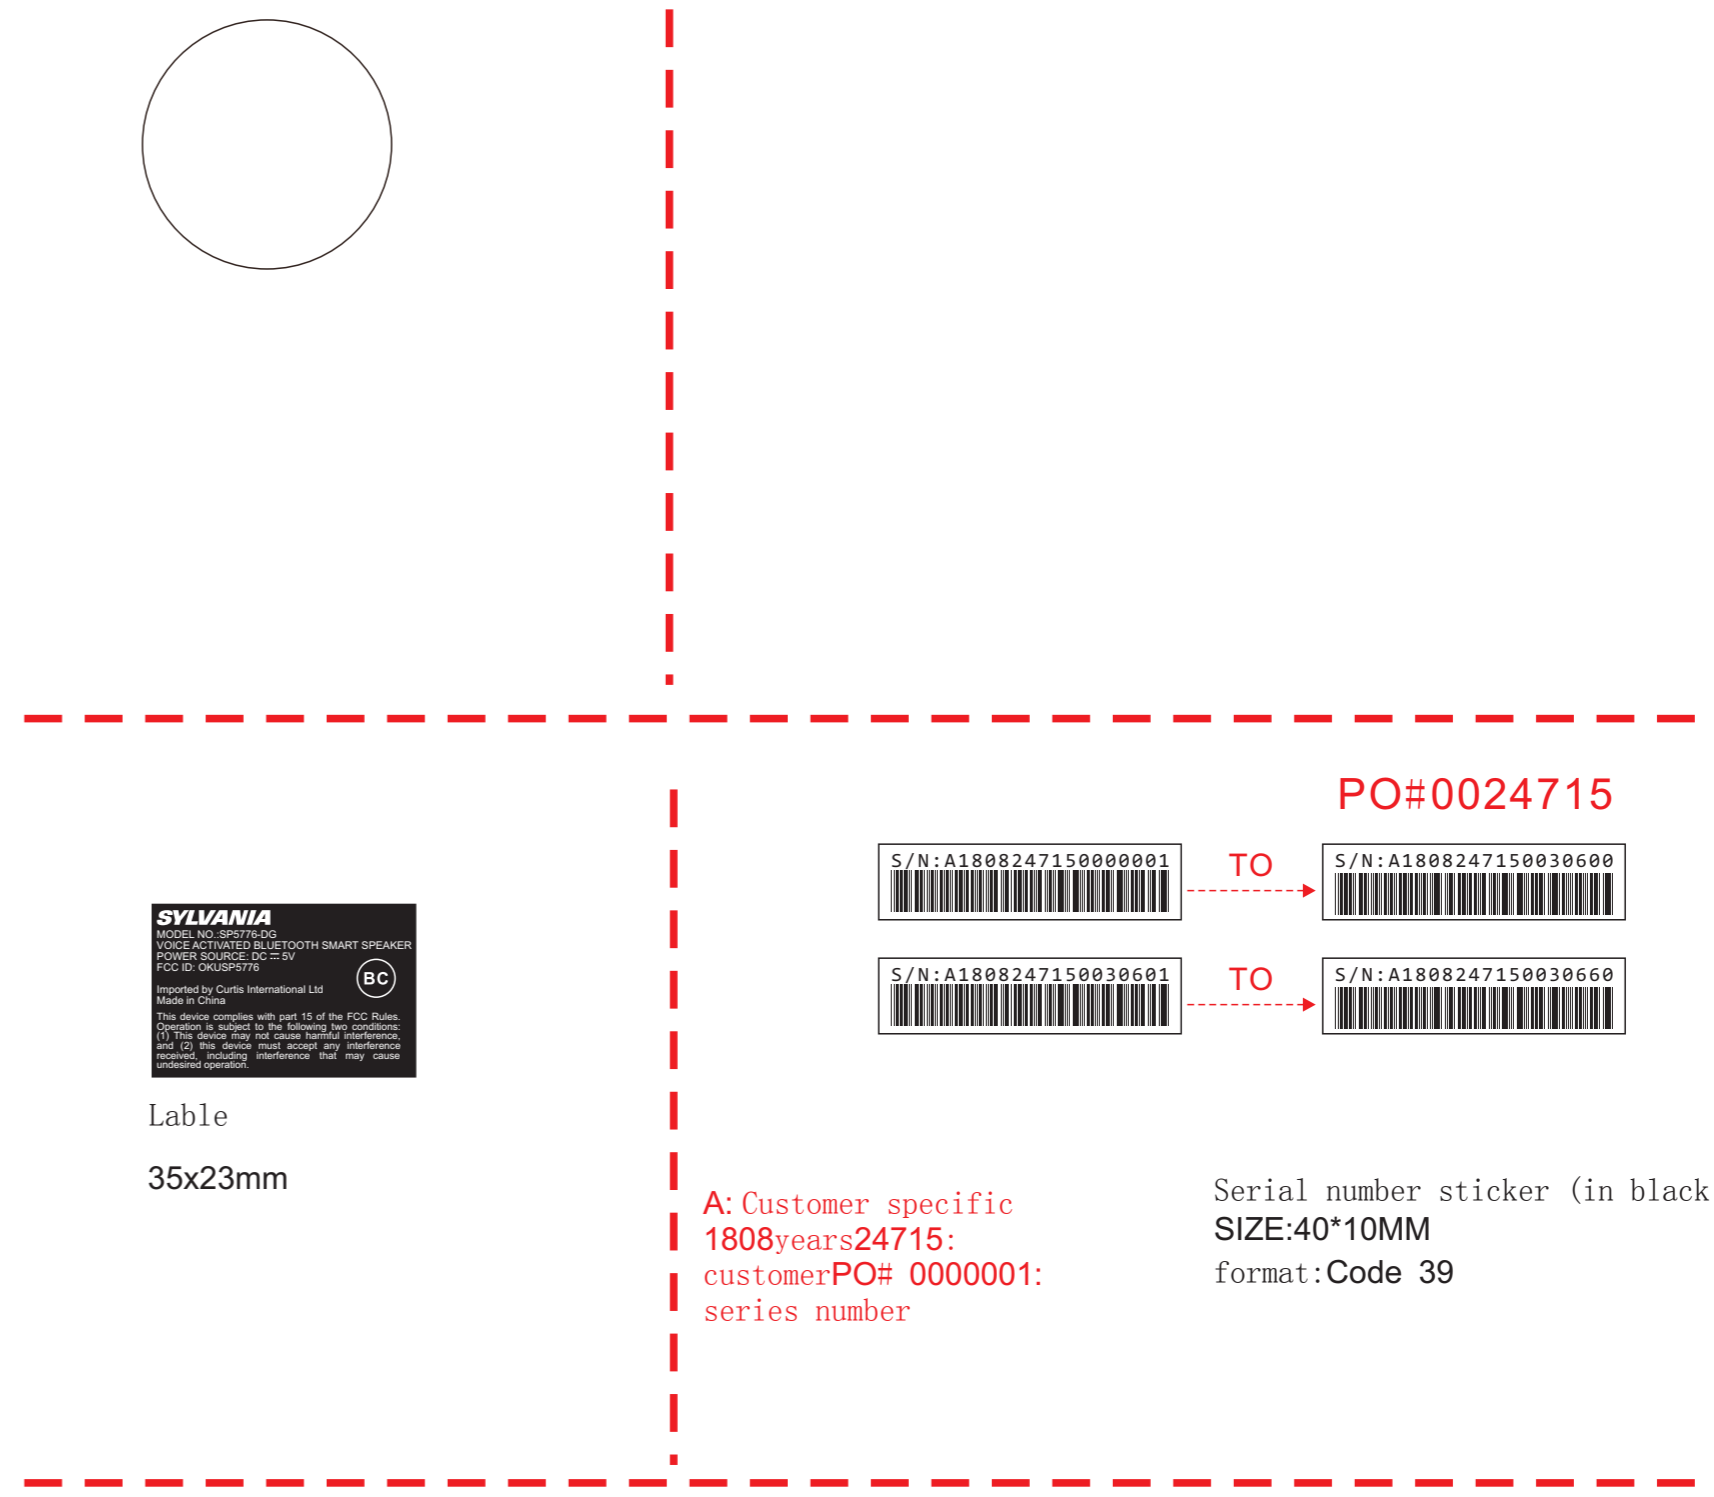 PO#0024715
S/N:A1808247150000001
TO
S/N:A1808247150030600
S/N:A1808247150030601
TO
S/N:A1808247150030660
SYLVANIA
MODEL NO.:SP5776-DG
VOICE ACTIVATED BLUETOOTH SMART SPEAKER
POWER SOURCE: DC ⎓ 5V
FCC ID: OKUSP5776
BC
Imported by Curtis International Ltd
Made in China
This device complies with part 15 of the FCC Rules.
Operation is subject to the following two conditions:
(1) This device may not cause harmful interference,
and (2) this device must accept any interference
received, including interference that may cause
undesired operation.
Lable
35x23mm
A: Customer specific
1808years24715:
customerPO# 0000001:
series number
Serial number sticker (in black
SIZE:40*10MM
format:Code 39